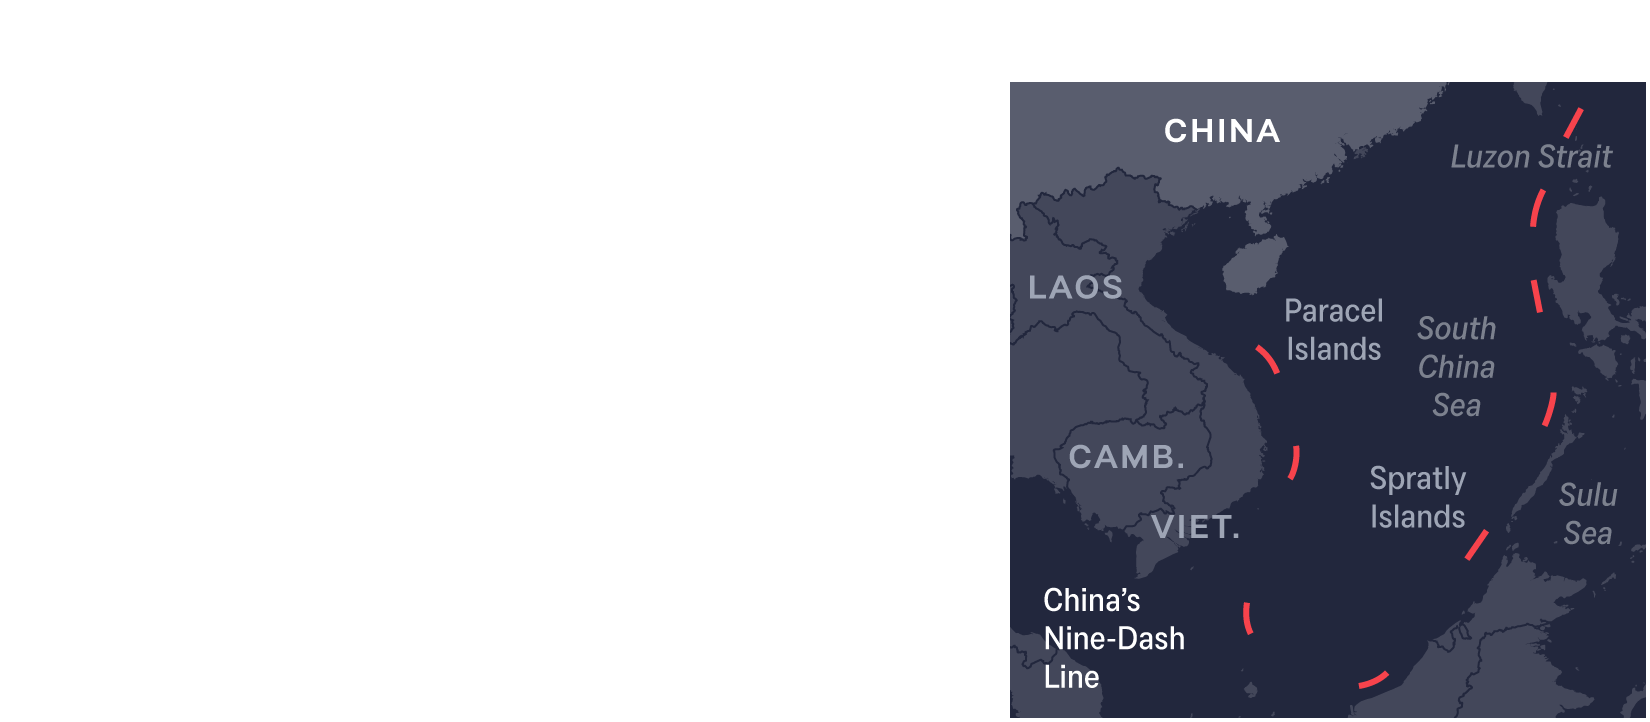 CHINA
Luzon Strait
LAOS
Paracel
Islands
South
China
Sea
CAMB.
Spratly
Islands
Sulu
Sea
VIET.
China’s
Nine-Dash
Line